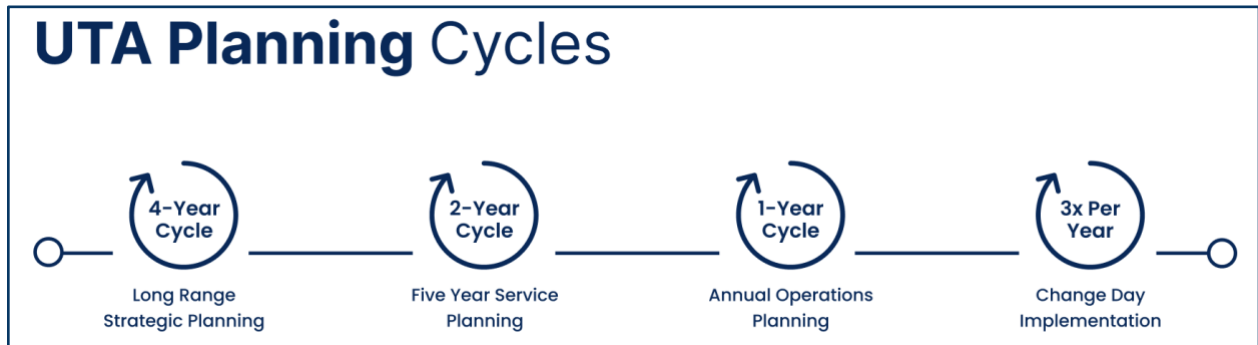 UTA Planning Cycles
4-Year
Cycle
Long Range
Strategic Planning
2-Year
Cycle
Five Year Service
Planning
1-Year
Cycle
Annual Operations
Planning
3x Per
Year
Change Day
Implementation